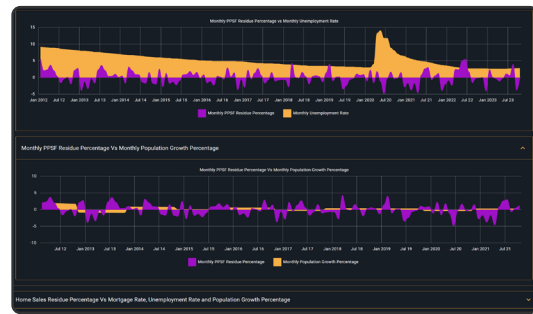 Monthly PPSF Residue Percentage vs Monthly Unemployment Rate
15
10
5
0
-5
Jan 2012 Jul 12 Jan 2013 Jul 13 Jan 2014 Jul 14 Jan 2015 Jul 15 Jan 2016 Jul 16 Jan 2017 Jul 17 Jan 2018 Jul 18 Jan 2019 Jul 19 Jan 2020 Jul 20 Jan 2021 Jul 21 Jan 2022 Jul 22 Jan 2023 Jul 23
Monthly PPSF Residue Percentage Monthly Unemployment Rate
Monthly PPSF Residue Percentage Vs Monthly Population Growth Percentage
Monthly PPSF Residue Percentage Vs Monthly Population Growth Percentage
10
5
0
-5
-10
Jul 12 Jan 2013 Jul 13 Jan 2014 Jul 14 Jan 2015 Jul 15 Jan 2016 Jul 16 Jan 2017 Jul 17 Jan 2018 Jul 18 Jan 2019 Jul 19 Jan 2020 Jul 20 Jan 2021 Jul 21
Monthly PPSF Residue Percentage Monthly Population Growth Percentage
Home Sales Residue Percentage Vs Mortgage Rate, Unemployment Rate and Population Growth Percentage